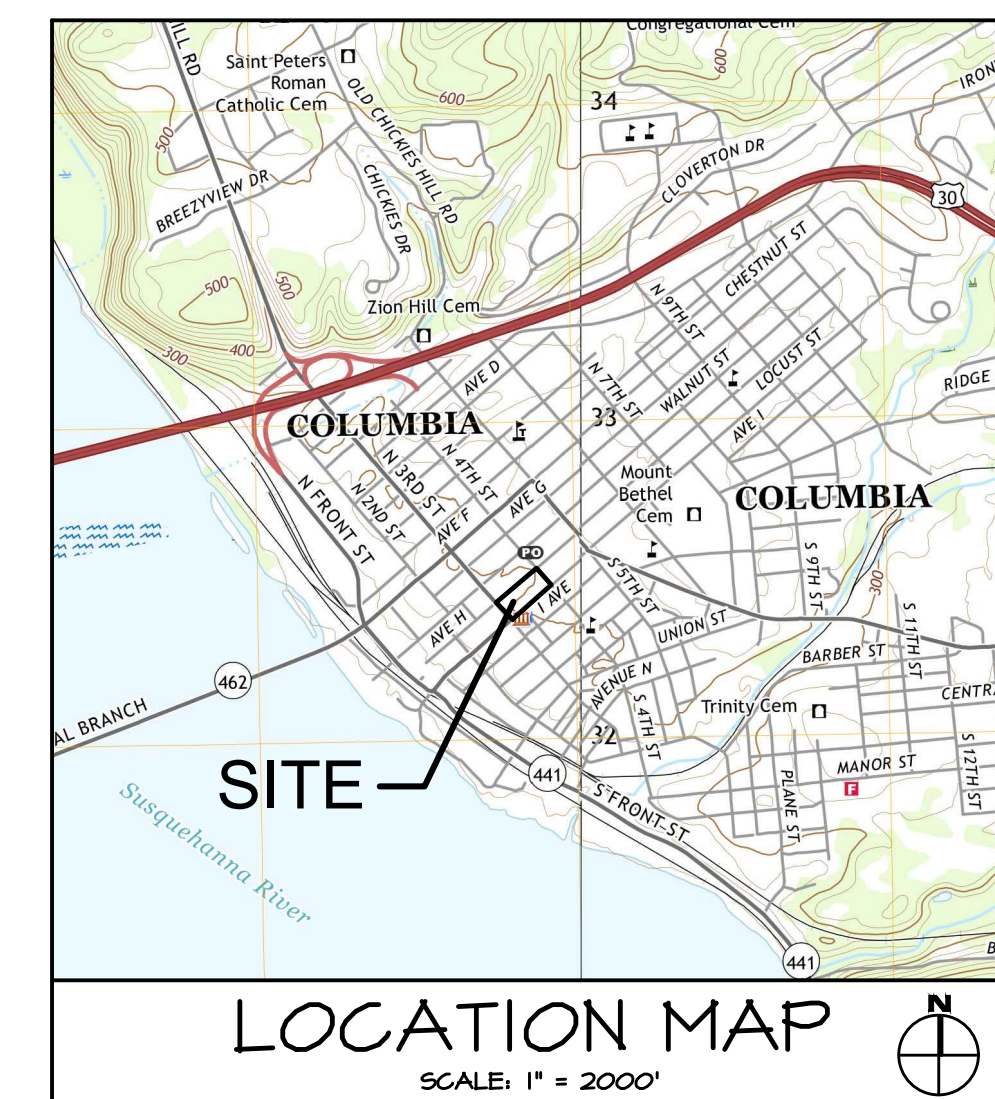 Congregational Cem
ILL RD
Saint Peters
Roman
Catholic Cem
OLD CHICKIES HILL RD
600
600
34
IRON
500
CLOVERTON DR
BREEZYVIEW DR
CHICKIES DR
30
500
500
CHESTNUT ST
Zion Hill Cem
N 9TH ST
300
400
AVE D
N 7TH ST
WALNUT ST
LOCUST ST
RIDGE
COLUMBIA
33
AVE I
N 4TH ST
N 3RD ST
Mount
Bethel
Cem
COLUMBIA
N FRONT ST
N 2ND ST
AVE F
AVE G
PO
S 9TH ST
300
I AVE
S 5TH ST
S 11TH ST
AVE H
UNION ST
BARBER ST
462
AVENUE N
S 4TH ST
CENTRA
AL BRANCH
Trinity Cem
32
S 12TH ST
SITE
441
MANOR ST
F
PLANE ST
S FRONT ST
Susquehanna River
441
B
LOCATION MAP
N
SCALE: 1" = 2000'